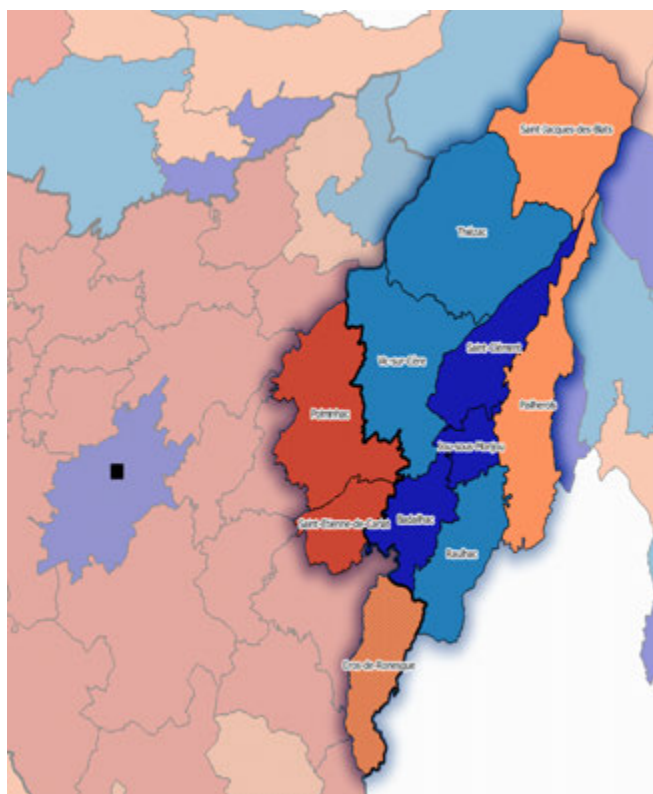 Saint-Jacques-des-Blats
Thiézac
Saint-Clément
Vic-sur-Cère
Pailherols
Polminhac
Jou-sous-Monjou
Saint-Étienne-de-Carlat
Badailhac
Raulhac
Cros-de-Ronesque